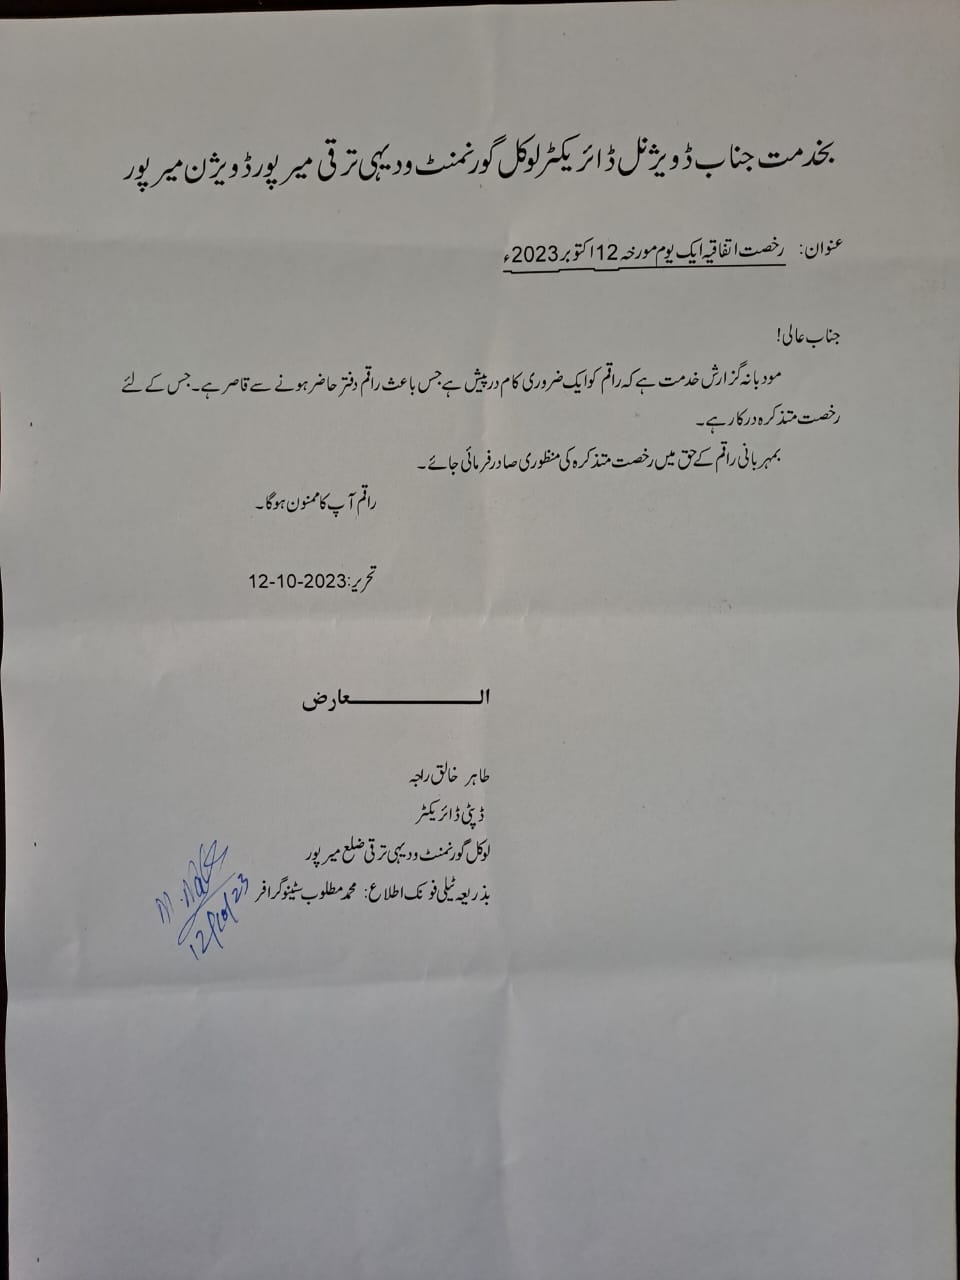 بخدمت جناب ڈویژنل ڈائریکٹر لوکل گورنمنٹ و دیہی ترقی میرپور ڈویژن میرپور
عنوان: رخصت اتفاقیہ ایک یوم مورخہ 12 اکتوبر 2023ء
جناب عالی!
مودبانہ گزارش خدمت ہے کہ راقم کو ایک ضروری کام درپیش ہے جس باعث راقم دفتر حاضر ہونے سے قاصر ہے۔ جس کے لئے
رخصت متذکرہ درکار ہے۔
بمہربانی راقم کے حق میں رخصت متذکرہ کی منظوری صادر فرمائی جائے۔
راقم آپ کا ممنون ہوگا۔
تحریر: 12-10-2023
العارض
طاہر خالق راجہ
ڈپٹی ڈائریکٹر
لوکل گورنمنٹ و دیہی ترقی ضلع میرپور
بذریعہ ٹیلی فونک اطلاع: محمد مطلوب سٹینوگرافر
12/10/23